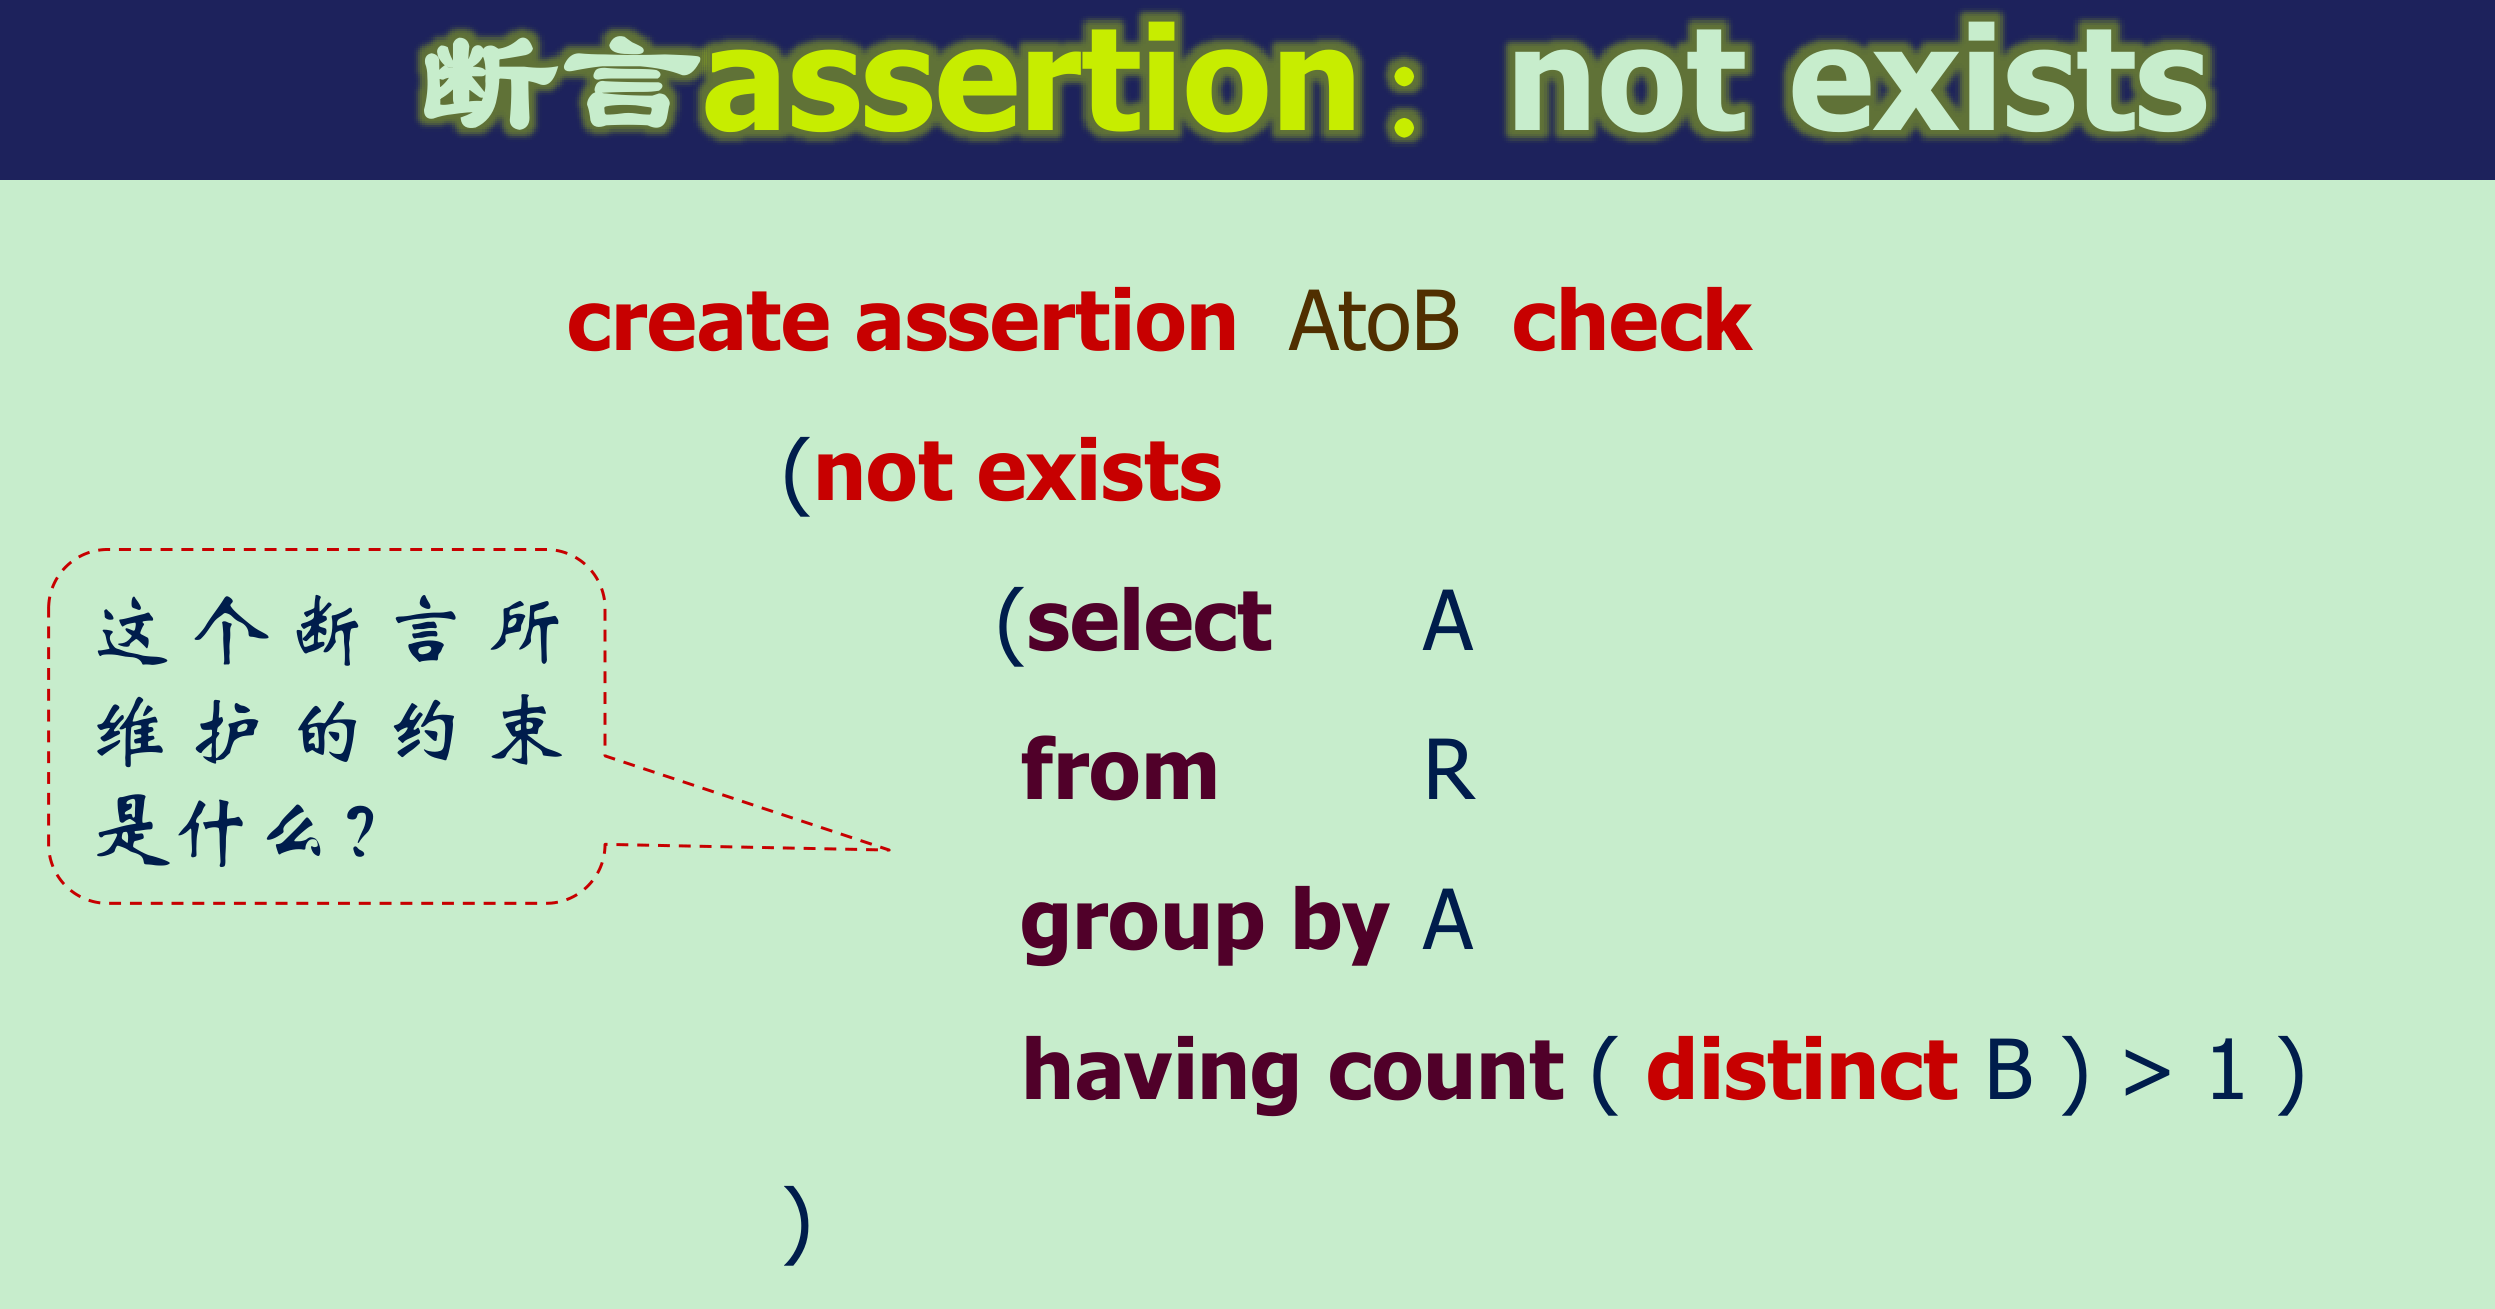 断言assertion：not exists
create assertion AtoB check
(not exists
这个断言所
维护的约束
是什么?
(select A
from R
group by A
having count ( distinct B ) > 1 )
)